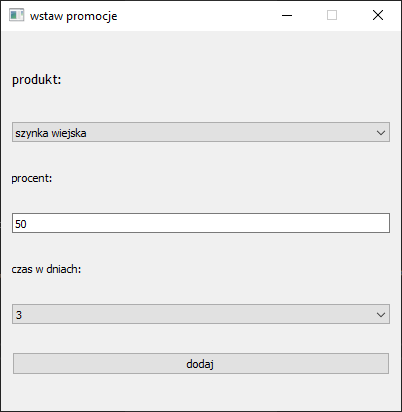 wstaw promocje
produkt:
szynka wiejska
procent:
50
czas w dniach:
3
dodaj